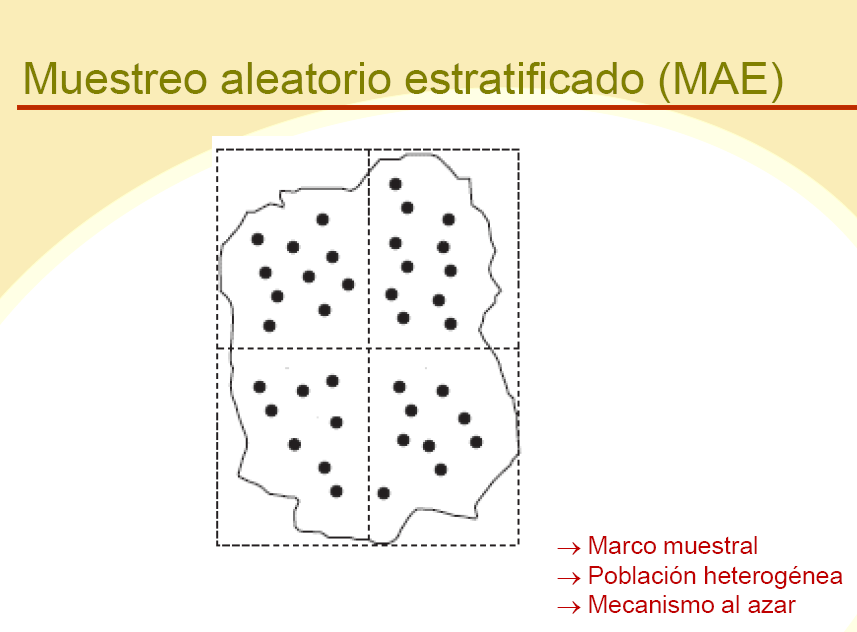 Muestreo aleatorio estratificado (MAE)
→ Marco muestral
→ Población heterogénea
→ Mecanismo al azar